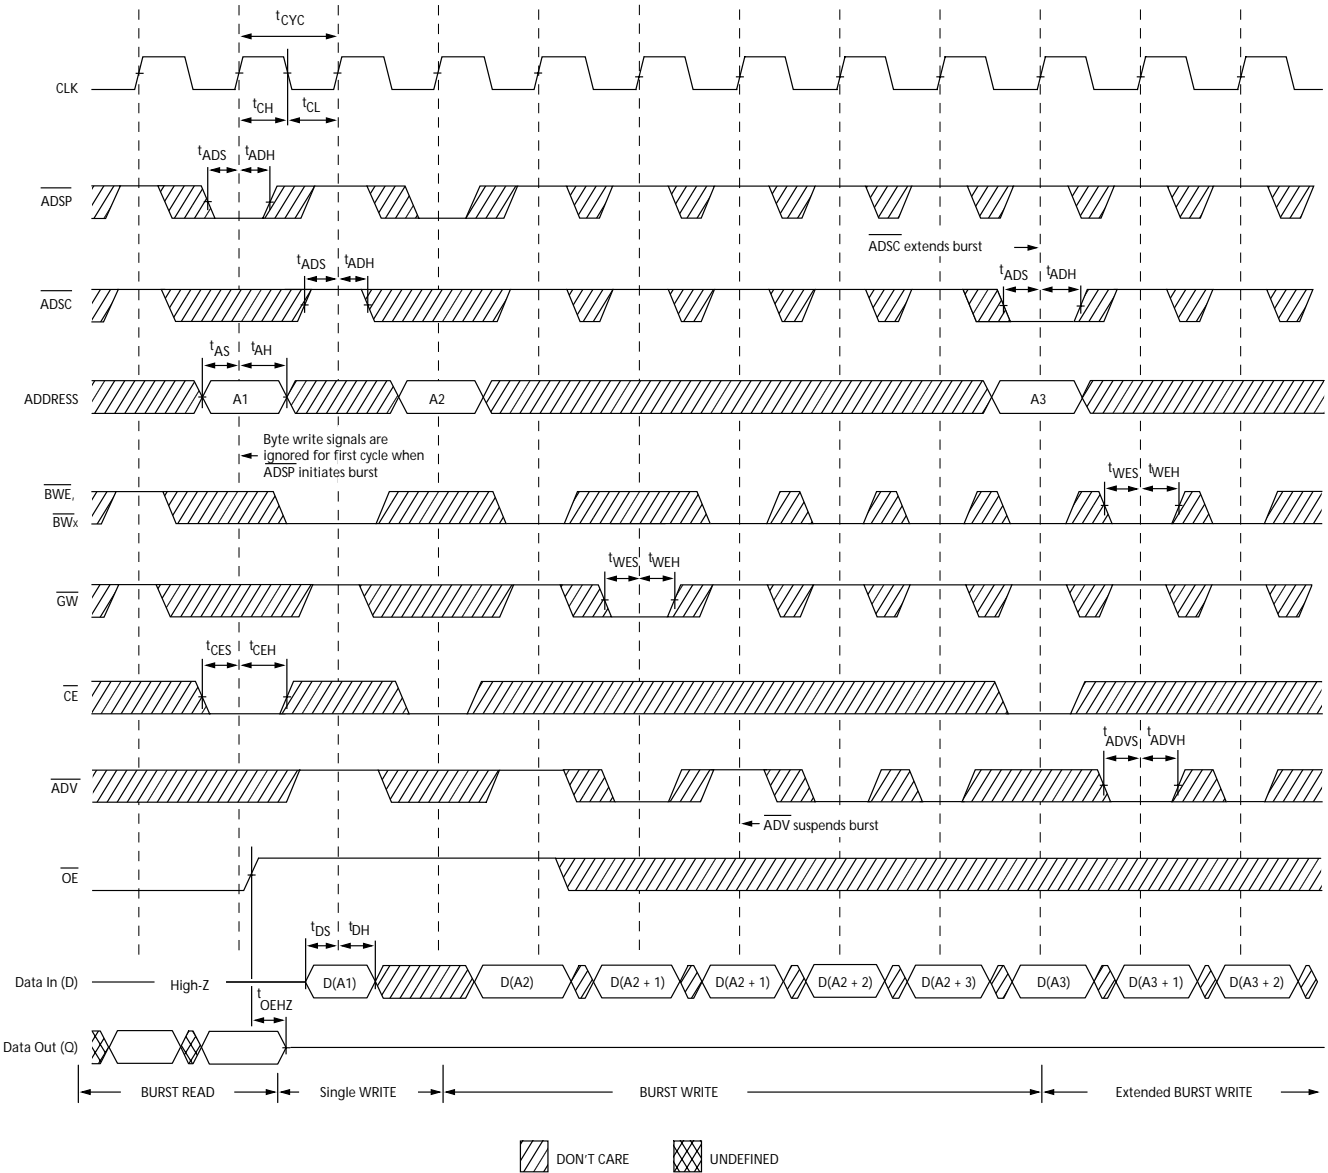 tCYC
CLK
tCH tCL
tADS tADH
ADSP
ADSC extends burst
tADS tADH
tADS tADH
ADSC
tAS tAH
ADDRESS A1 A2 A3
Byte write signals are
ignored for first cycle when
ADSP initiates burst
BWE,
BWx
tWES tWEH
tWES tWEH
GW
tCES tCEH
CE
tADVS tADVH
ADV
ADV suspends burst
OE
tDS tDH
Data In (D) High-Z D(A1) D(A2) D(A2 + 1) D(A2 + 1) D(A2 + 2) D(A2 + 3) D(A3) D(A3 + 1) D(A3 + 2)
tOEHZ
Data Out (Q)
BURST READ Single WRITE BURST WRITE Extended BURST WRITE
DON'T CARE UNDEFINED